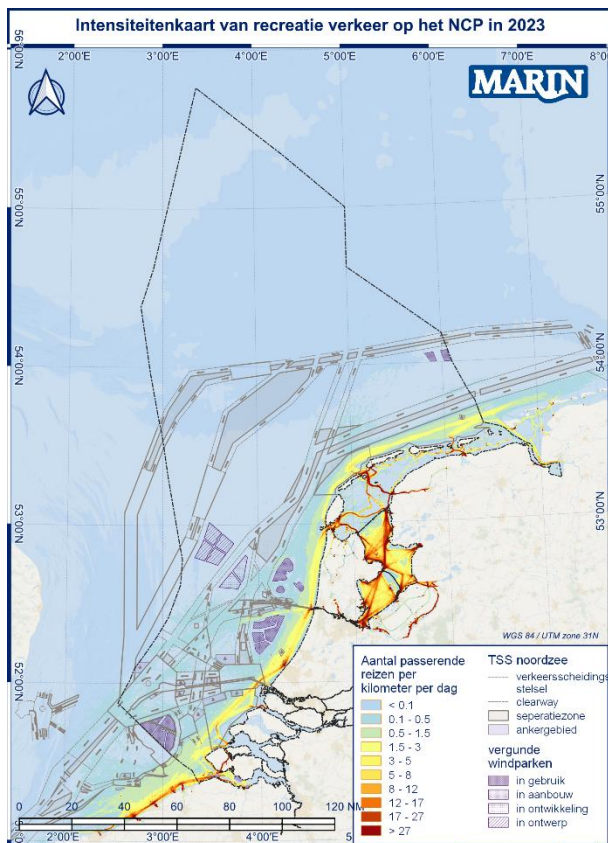 Intensiteitenkaart van recreatie verkeer op het NCP in 2023
56°00'N
2°00'E 3°00'E 4°00'E 5°00'E 6°00'E 7°00'E
MARIN
55°00'N
55°00'N
54°00'N
54°00'N
53°00'N
53°00'N
52°00'N
WGS 84 / UTM zone 31N
Aantal passerende
reizen per
kilometer per dag
< 0.1
0.1 - 0.5
0.5 - 1.5
1.5 - 3
3 - 5
5 - 8
8 - 12
12 - 17
17 - 27
> 27
TSS noordzee
verkeersscheidings
stelsel
clearway
seperatiezone
ankergebied
vergunde
windparken
in gebruik
in aanbouw
in ontwikkeling
in ontwerp
0 20 40 60 80 100 120 NM
2°00'E 3°00'E 4°00'E